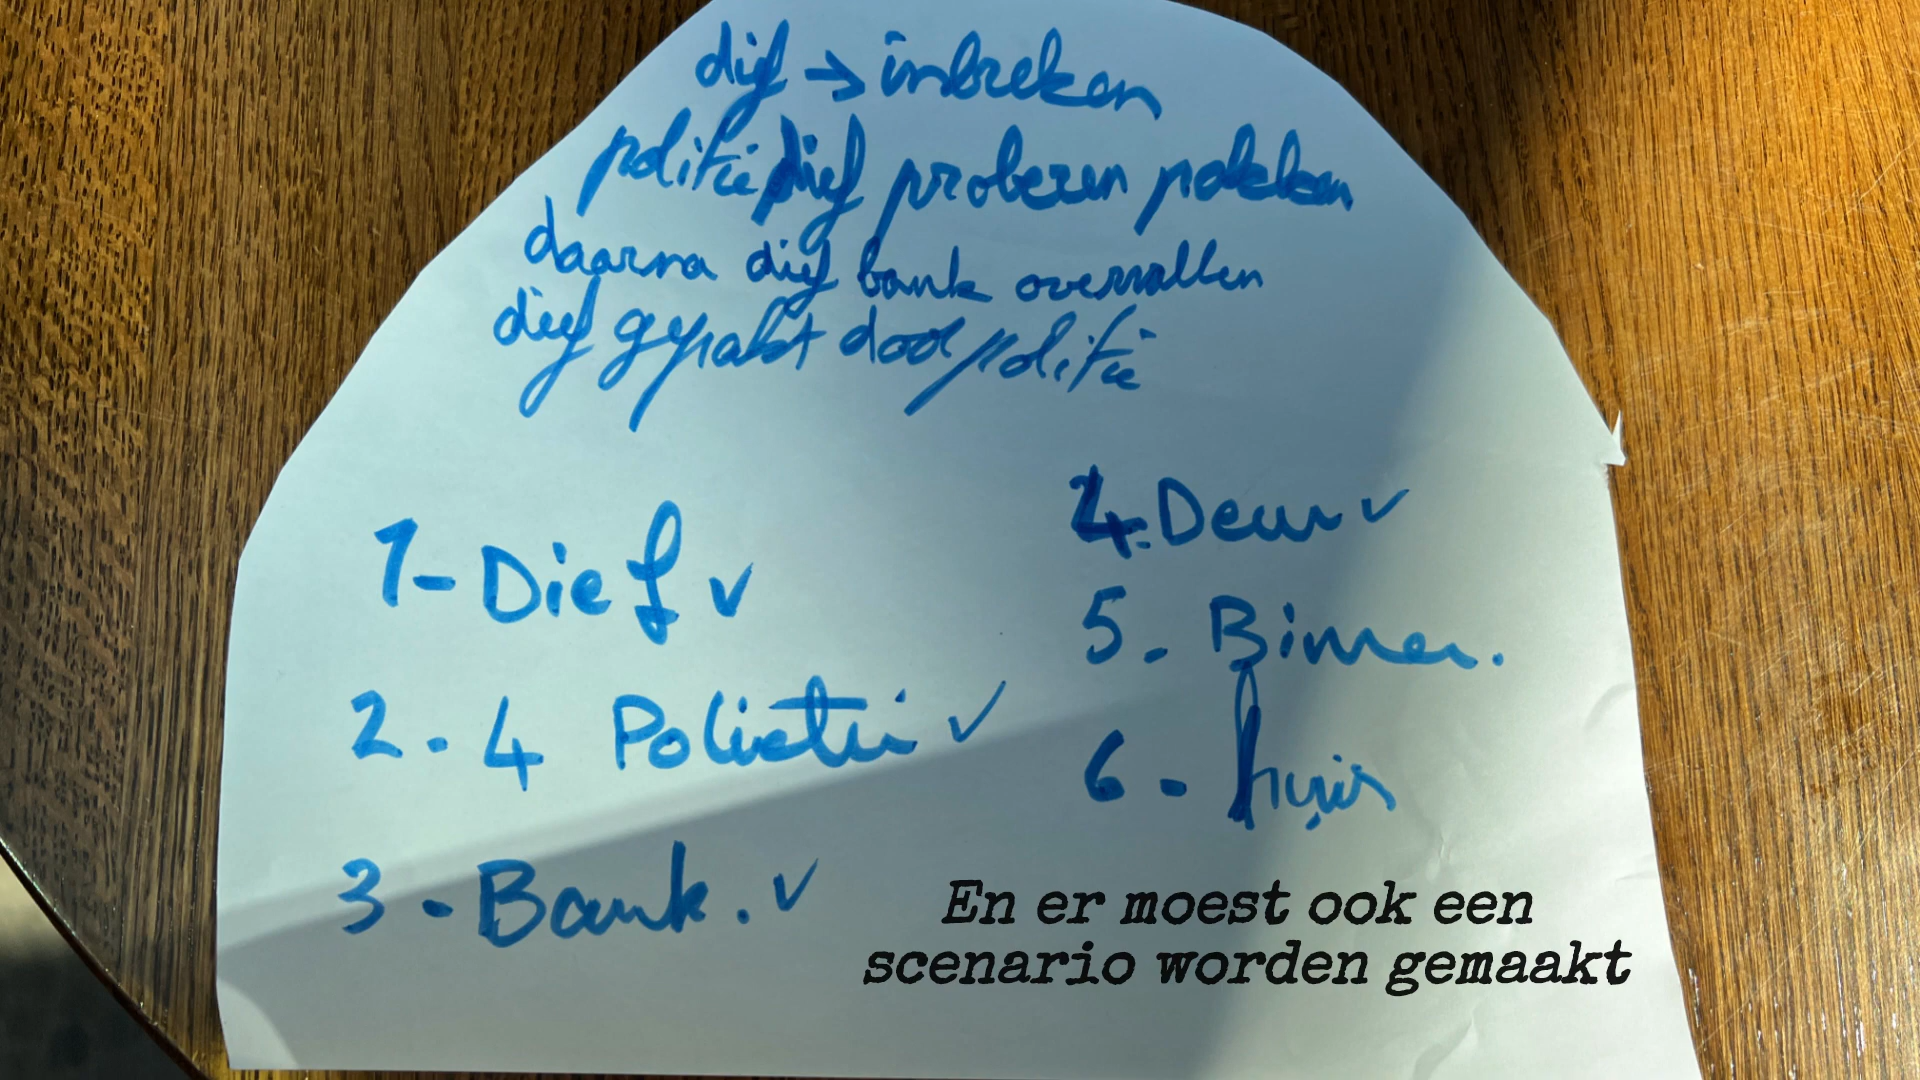 dief → inbreken
politie dief proberen pakken
daarna dief bank overvallen
dief gepakt door politie
1- Dief ✓
2. 4 Polietie ✓
3 - Bank. ✓
4. Deur ✓
5. Binnen.
6 - huis
En er moest ook een
scenario worden gemaakt